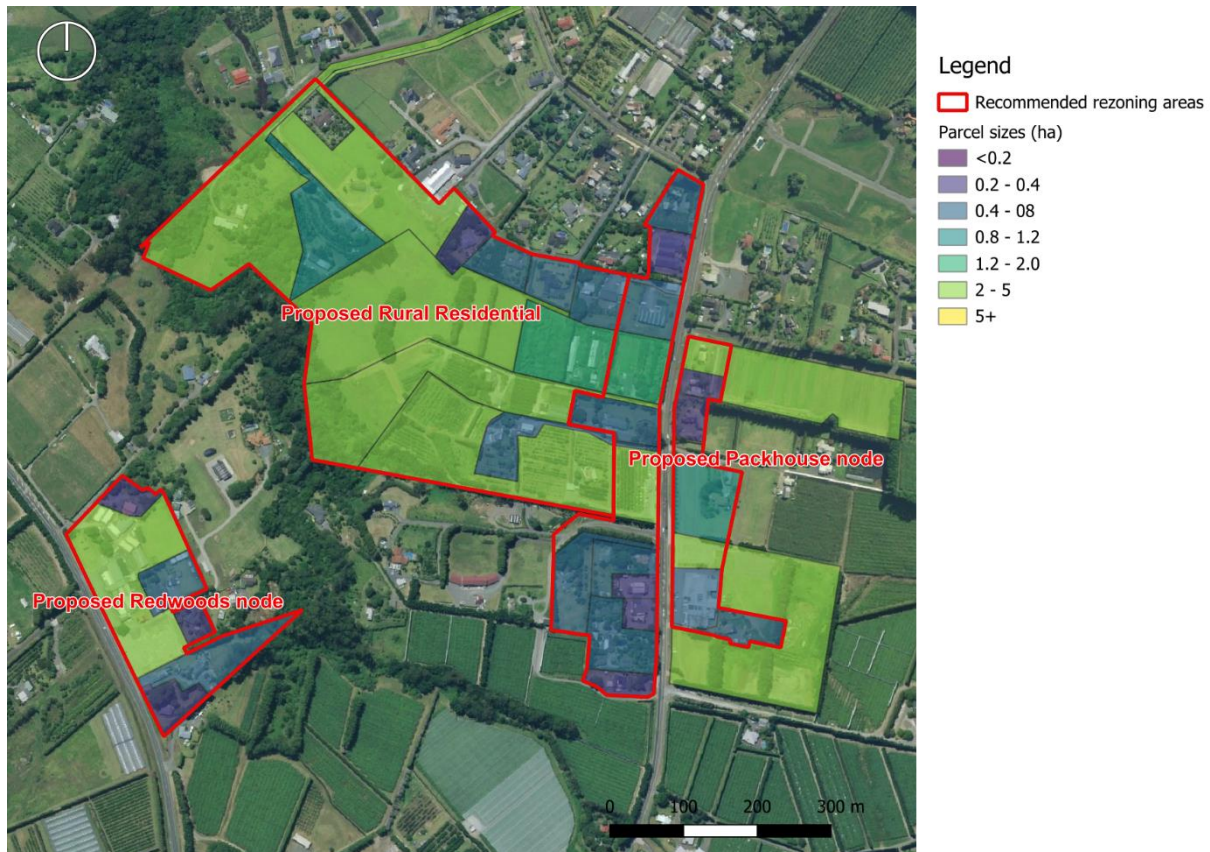 Legend
Recommended rezoning areas
Parcel sizes (ha)
<0.2
0.2 - 0.4
0.4 - 08
0.8 - 1.2
1.2 - 2.0
2 - 5
5+
Proposed Rural Residential
Proposed Packhouse node
Proposed Redwoods node
0 100 200 300 m